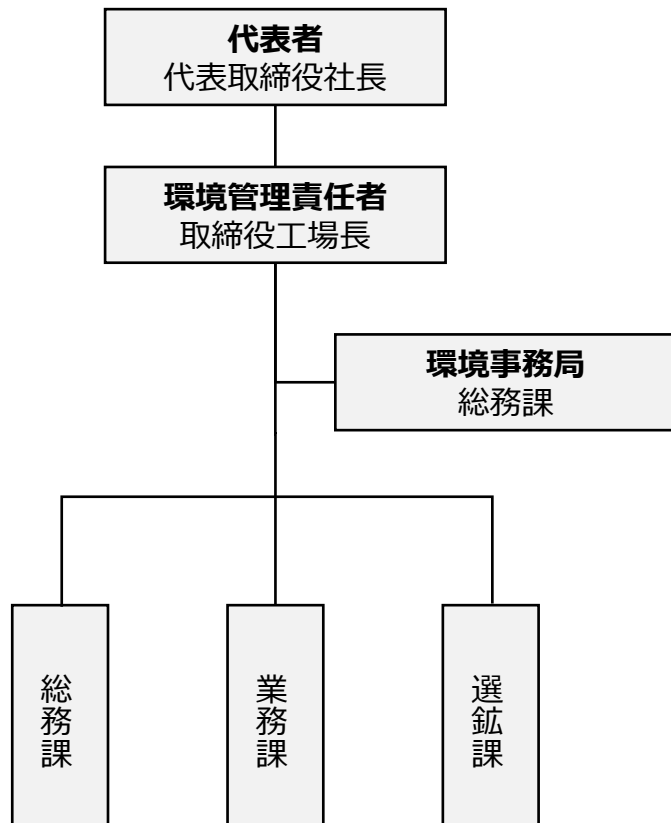 代表者
代表取締役社長
環境管理責任者
取締役工場長
環境事務局
総務課
総務課
業務課
選鉱課